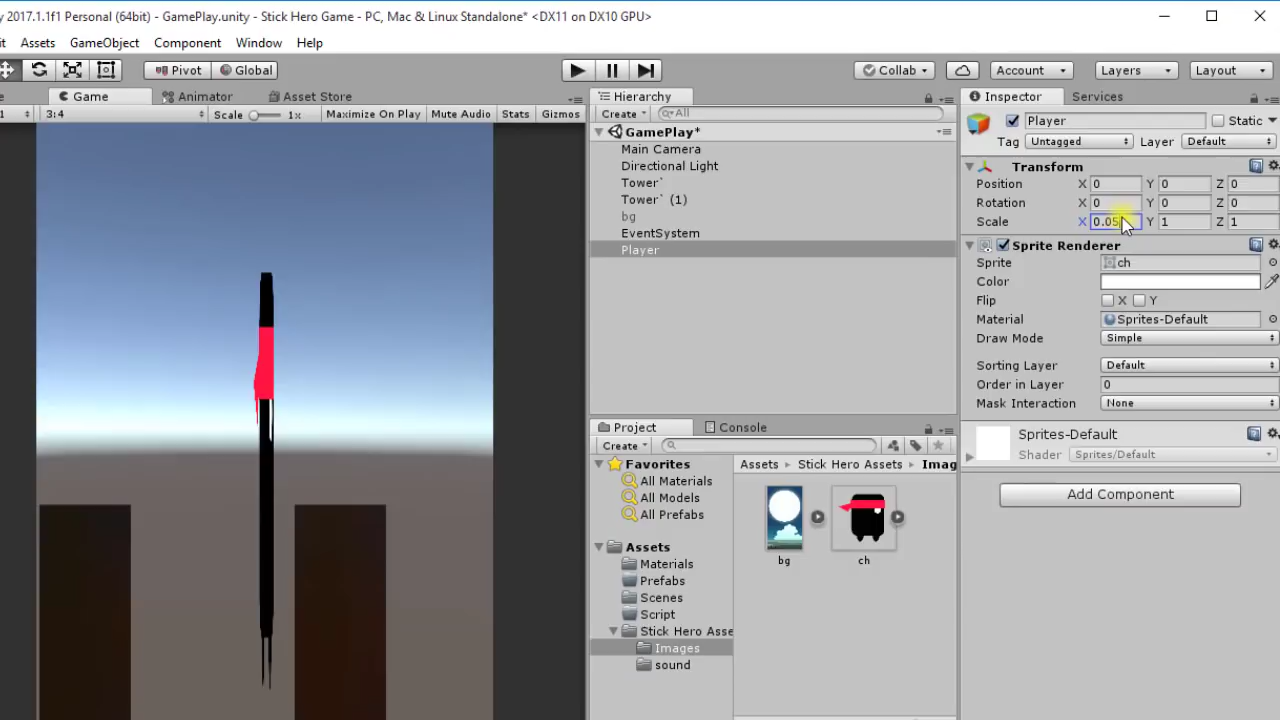 y 2017.1.1f1 Personal (64bit) - GamePlay.unity - Stick Hero Game - PC, Mac & Linux Standalone* <DX11 on DX10 GPU>
it Assets GameObject Component Window Help
Pivot Global Collab Account Layers Layout
e Game Animator Asset Store
1 3:4 Scale 1x Maximize On Play Mute Audio Stats Gizmos
Hierarchy
Create All
GamePlay*
Main Camera
Directional Light
Tower`
Tower` (1)
bg
EventSystem
Player
Project Console
Create
Favorites
All Materials
All Models
All Prefabs
Assets
Materials
Prefabs
Scenes
Script
Stick Hero Asse
Images
sound
Assets Stick Hero Assets Imag
bg ch
Inspector Services
Player Static
Tag Untagged Layer Default
Transform
Position X 0 Y 0 Z 0
Rotation X 0 Y 0 Z 0
Scale X 0.05 Y 1 Z 1
Sprite Renderer
Sprite ch
Color
Flip X Y
Material Sprites-Default
Draw Mode Simple
Sorting Layer Default
Order in Layer 0
Mask Interaction None
Sprites-Default
Shader Sprites/Default
Add Component